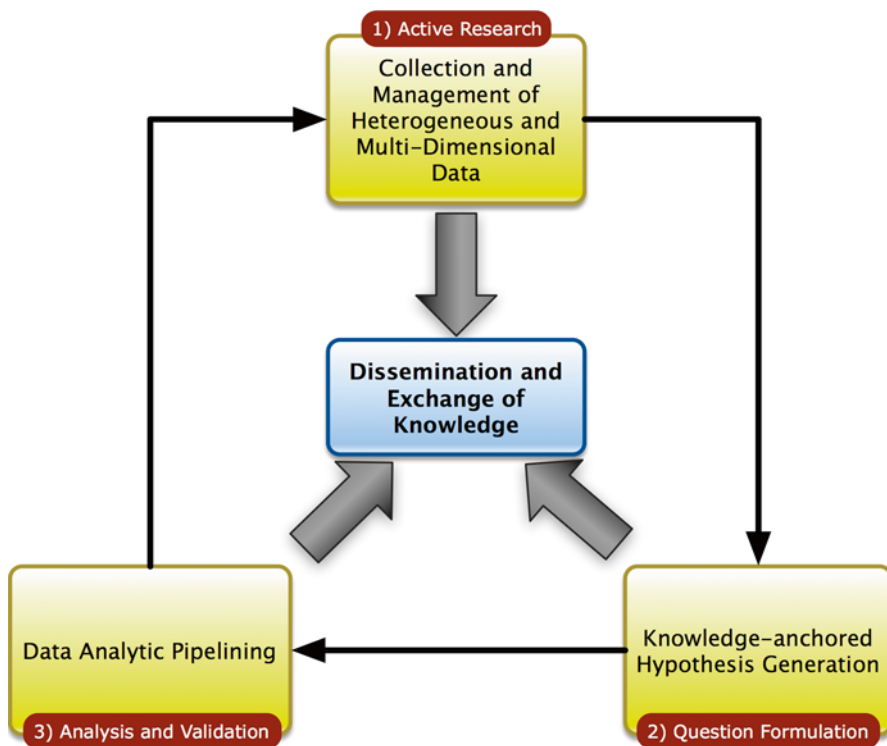 1) Active Research
Collection and
Management of
Heterogeneous and
Multi-Dimensional
Data
Dissemination and
Exchange of
Knowledge
Data Analytic Pipelining
3) Analysis and Validation
Knowledge-anchored
Hypothesis Generation
2) Question Formulation